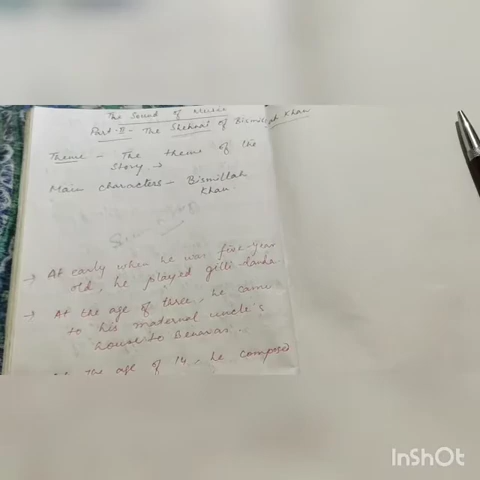 The Sound of Music
Part-II- The Shehnai of Bismillah Khan
Theme - The theme of the
Story →
Main characters - Bismillah
Khan
→ At early when he was five-year
old, he played gilli-danda
→ At the age of three, he came
to his maternal uncle's
house to Benaras.
the age of 14, he composed
InShOt